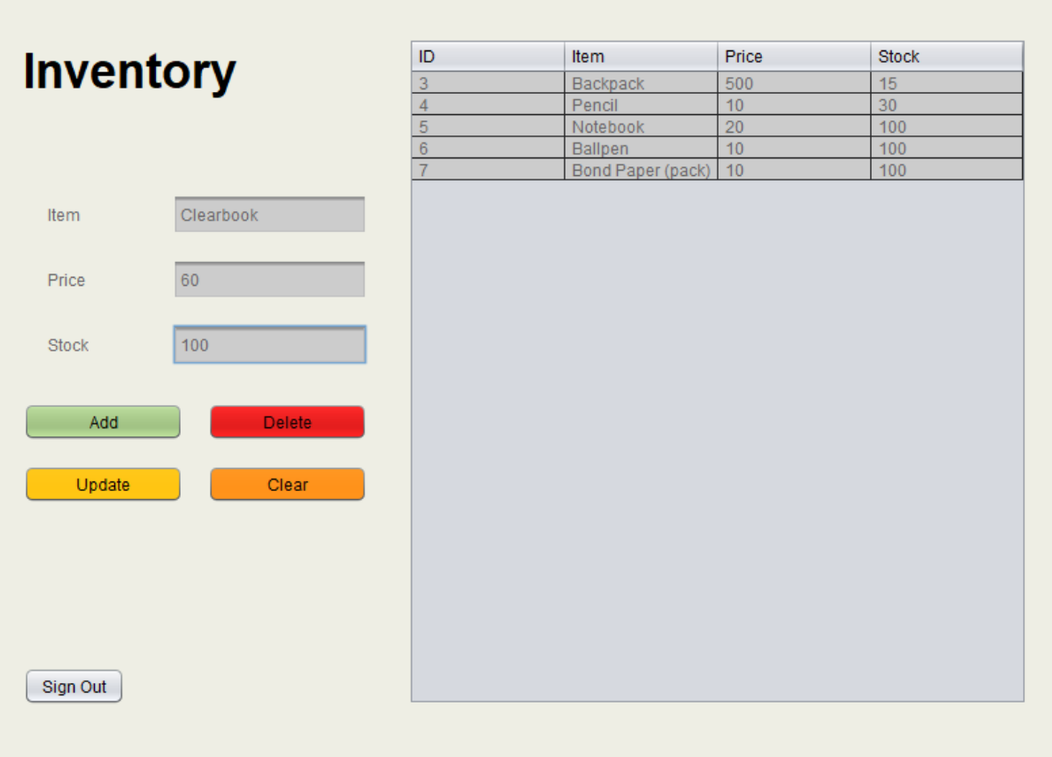 Inventory
Item Clearbook
Price 60
Stock 100
Add Delete
Update Clear
Sign Out
ID Item Price Stock
3 Backpack 500 15
4 Pencil 10 30
5 Notebook 20 100
6 Ballpen 10 100
7 Bond Paper (pack) 10 100